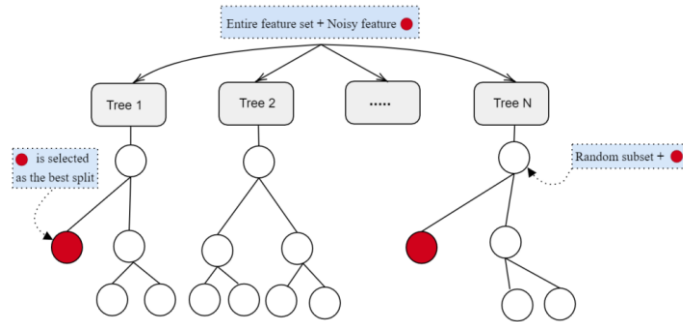 Entire feature set + Noisy feature
Tree 1
Tree 2
.....
Tree N
is selected
as the best split
Random subset +